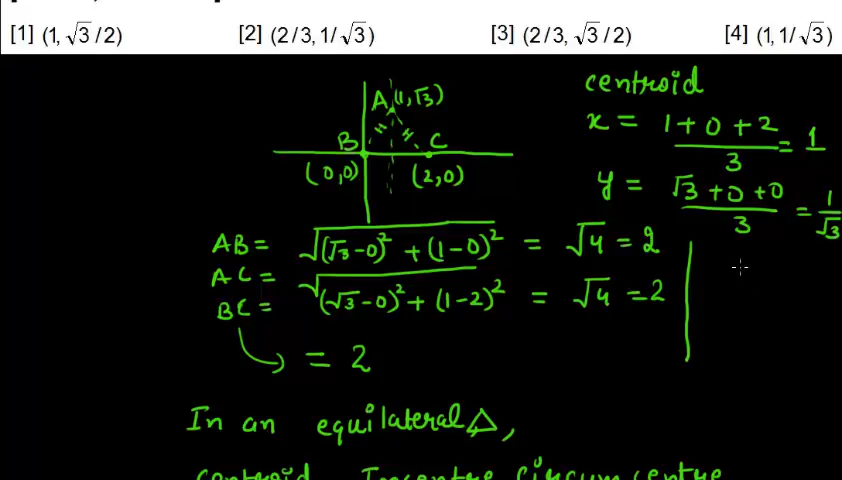 [1] (1, √3 /2) [2] (2/3, 1/√3) [3] (2/3, √3 /2) [4] (1, 1/√3)
centroid
A (1, √3)
x = 1 + 0 + 2 / 3 = 1
B C
(0,0) (2,0)
y = √3 + 0 + 0 / 3 = 1/√3
AB = √(√3 - 0)² + (1 - 0)² = √4 = 2
AC = √(√3 - 0)² + (1 - 2)² = √4 = 2
BC =
= 2
In an equilateral △,
centroid, Incentre, circumcentre